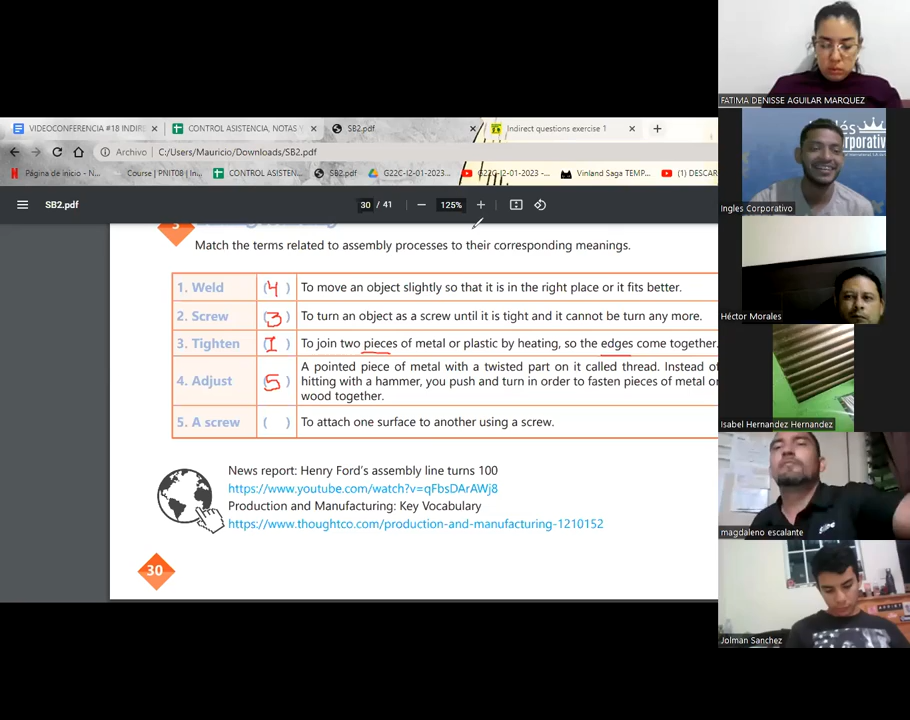 FATIMA DENISSE AGUILAR MARQUEZ
VIDEOCONFERENCIA #18 INDIR
CONTROL ASISTENCIA, NOTAS
SB2.pdf
Indirect questions exercise 1
Archivo
C:/Users/Mauricio/Downloads/SB2.pdf
Página de inicio - N...
Course | PNIT08 | In...
CONTROL ASISTEN...
SB2.pdf
G22C-I2-01-2023...
G22C-I2-01-2023 -...
Vinland Saga TEMP...
(1) DESCAR
Ingles Corporativo
SB2.pdf
30 / 41
125%
Match the terms related to assembly processes to their corresponding meanings.
1. Weld (4) To move an object slightly so that it is in the right place or it fits better.
2. Screw (3) To turn an object as a screw until it is tight and it cannot be turn any more.
3. Tighten (1) To join two pieces of metal or plastic by heating, so the edges come together.
4. Adjust (5) A pointed piece of metal with a twisted part on it called thread. Instead of
hitting with a hammer, you push and turn in order to fasten pieces of metal or
wood together.
5. A screw ( ) To attach one surface to another using a screw.
News report: Henry Ford's assembly line turns 100
https://www.youtube.com/watch?v=qFbsDArAWj8
Production and Manufacturing: Key Vocabulary
https://www.thoughtco.com/production-and-manufacturing-1210152
30
Héctor Morales
Isabel Hernandez Hernandez
magdaleno escalante
Jolman Sanchez